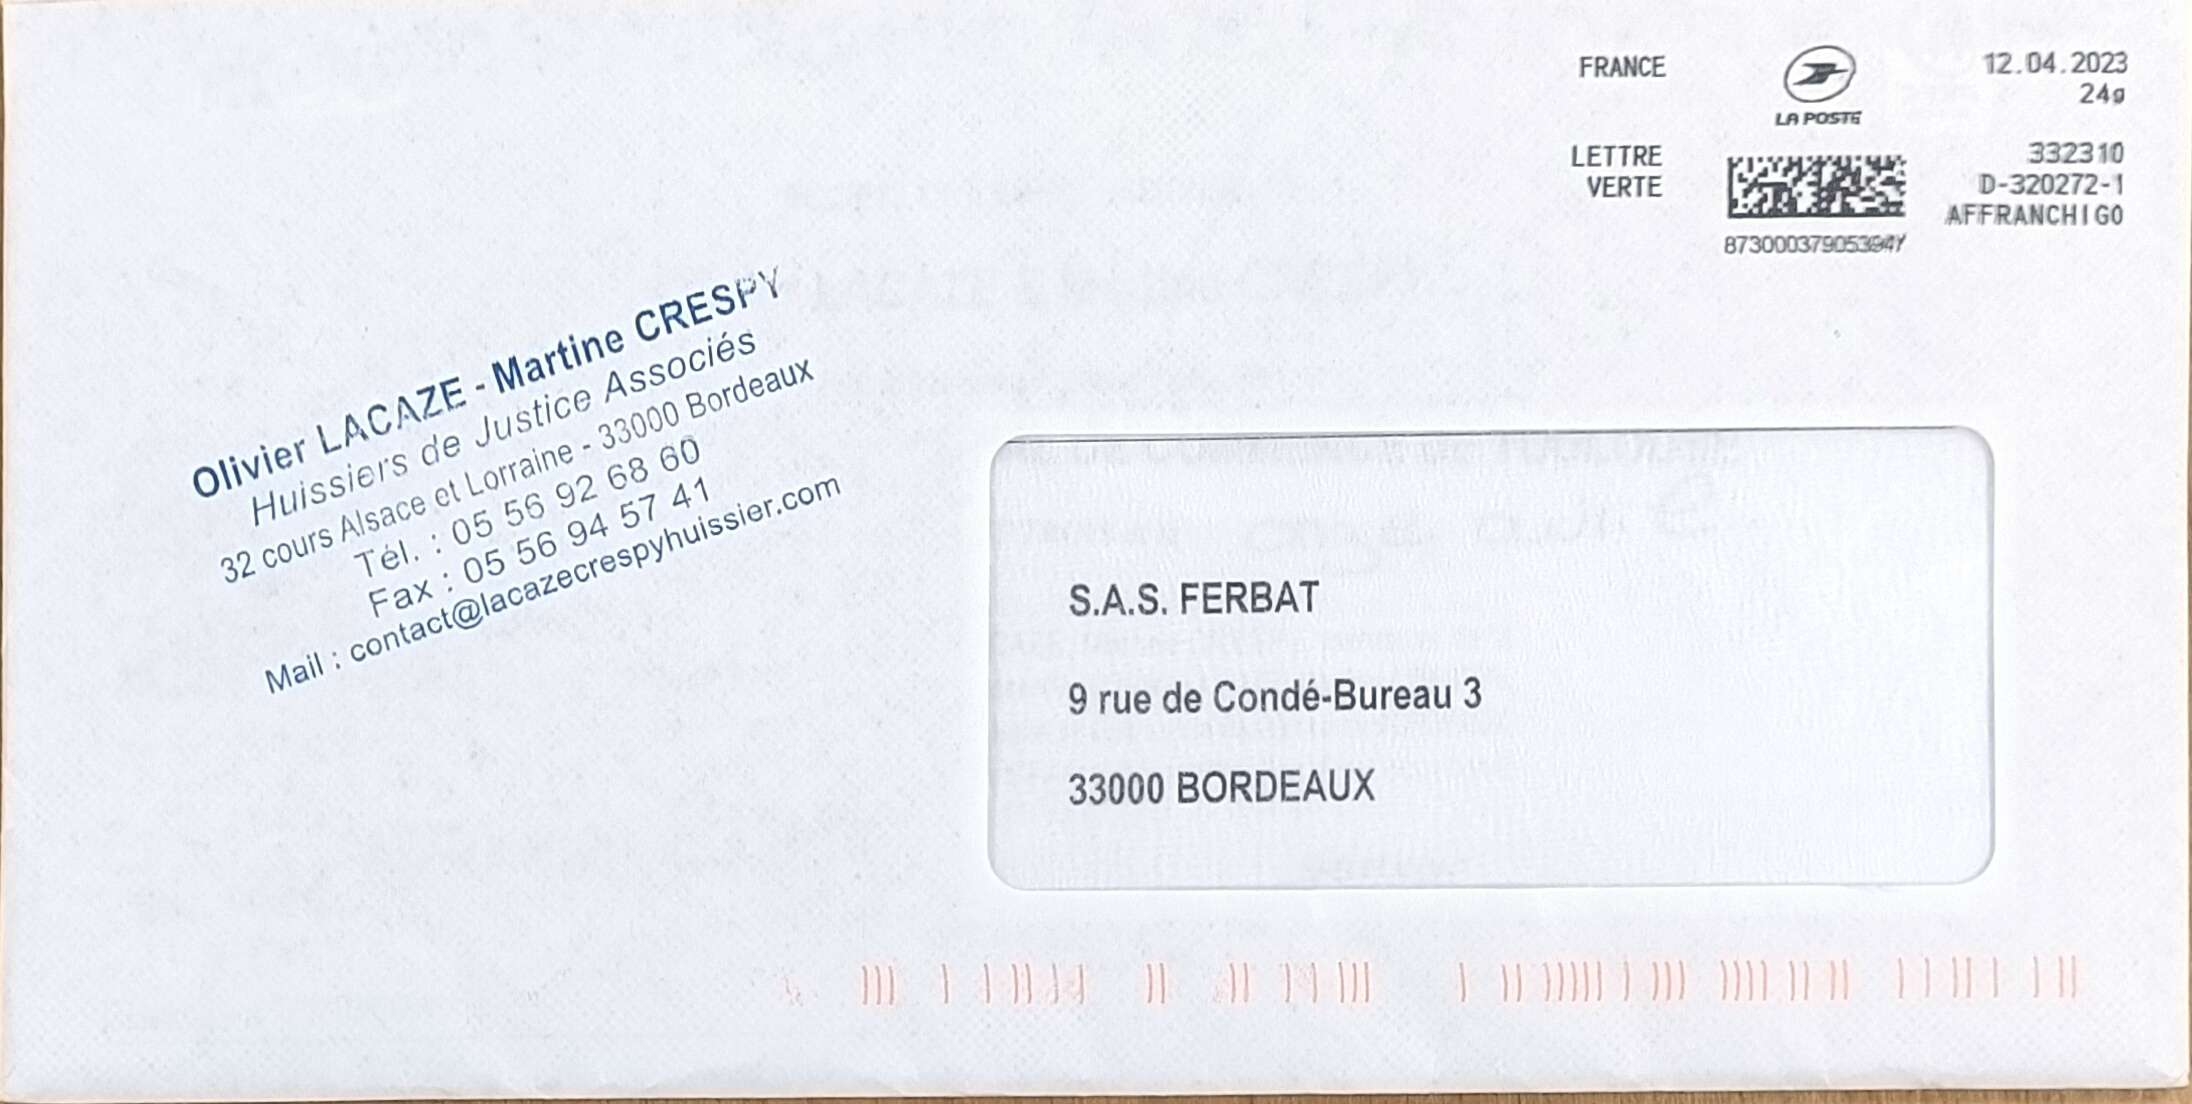 FRANCE
LA POSTE
12.04.2023
24g
LETTRE
VERTE
332310
D-320272-1
AFFRANCHIGO
Olivier LACAZE - Martine CRESPY
Huissiers de Justice Associés
32 cours Alsace et Lorraine - 33000 Bordeaux
Tél. : 05 56 92 68 60
Fax : 05 56 94 57 41
Mail : contact@lacazecrespyhuissier.com
S.A.S. FERBAT
9 rue de Condé-Bureau 3
33000 BORDEAUX